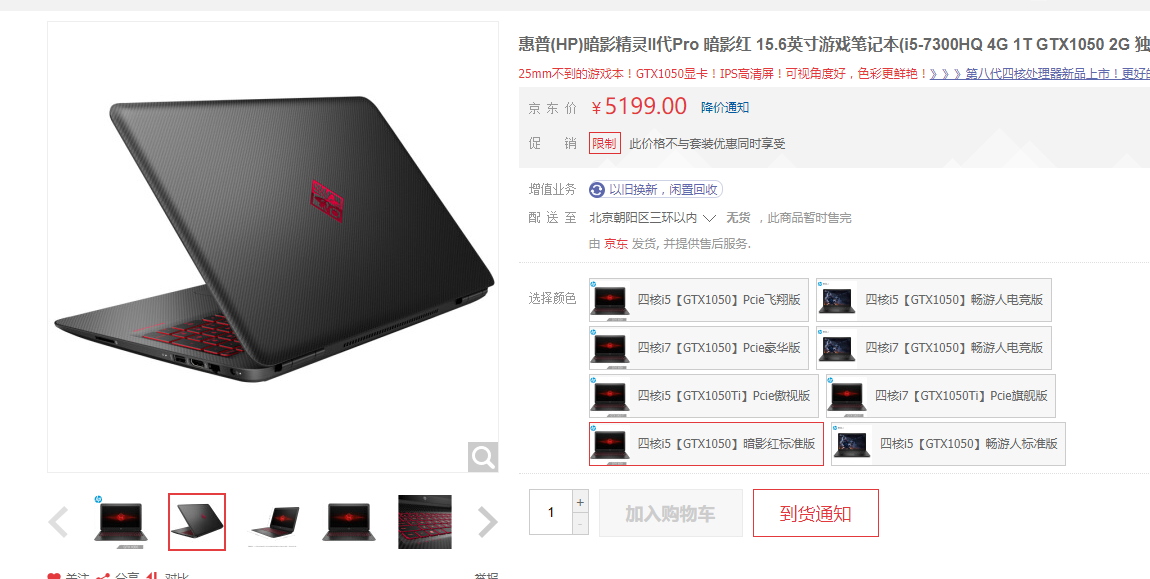 惠普(HP)暗影精灵II代Pro 暗影红 15.6英寸游戏笔记本(i5-7300HQ 4G 1T GTX1050 2G 独
25mm不到的游戏本！GTX1050显卡！IPS高清屏！可视角度好，色彩更鲜艳！》》》第八代四核处理器新品上市！更好的
京东价 ￥5199.00 降价通知
促销 限制 此价格不与套装优惠同时享受
增值业务 以旧换新，闲置回收
配送至 北京朝阳区三环以内 无货 ，此商品暂时售完
由 京东 发货, 并提供售后服务.
选择颜色 四核i5【GTX1050】Pcie飞翔版 四核i5【GTX1050】畅游人电竞版
四核i7【GTX1050】Pcie豪华版 四核i7【GTX1050】畅游人电竞版
四核i5【GTX1050Ti】Pcie傲视版 四核i7【GTX1050Ti】Pcie旗舰版
四核i5【GTX1050】暗影红标准版 四核i5【GTX1050】畅游人标准版
1 + - 加入购物车 到货通知
关注 分享 对比 举报